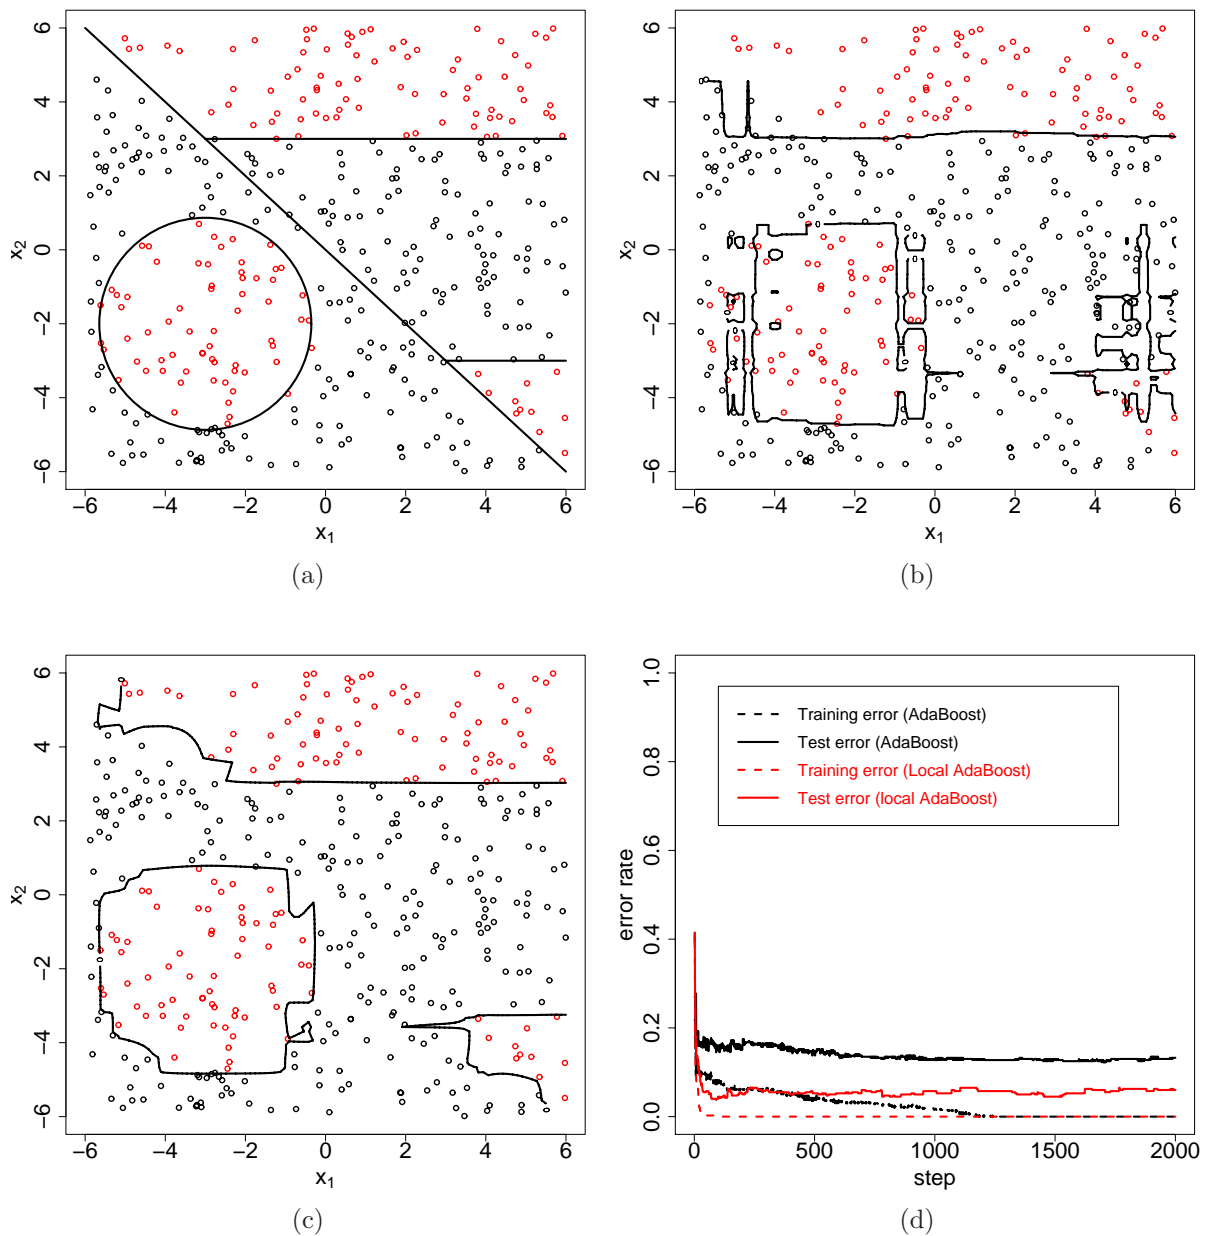 6
4
2
0
−2
−4
−6
x2
−6 −4 −2 0 2 4 6
x1
(a)
6
4
2
0
−2
−4
−6
x2
−6 −4 −2 0 2 4 6
x1
(b)
6
4
2
0
−2
−4
−6
x2
−6 −4 −2 0 2 4 6
x1
(c)
1.0
0.8
0.6
0.4
0.2
0.0
error rate
Training error (AdaBoost)
Test error (AdaBoost)
Training error (Local AdaBoost)
Test error (local AdaBoost)
0 500 1000 1500 2000
step
(d)